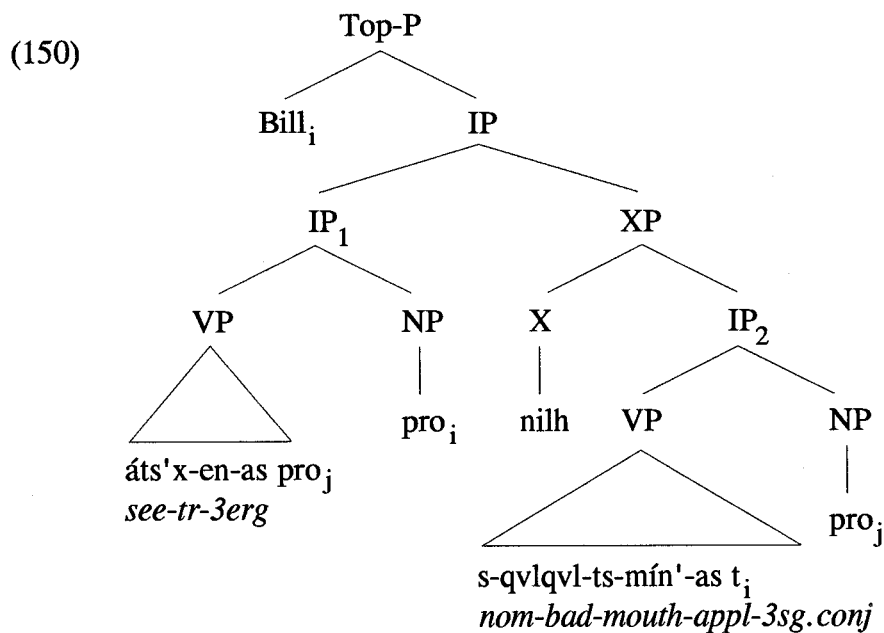 (150)
Top-P
Bill_i IP
IP_1 XP
VP NP X IP_2
pro_i nilh VP NP
áts'x-en-as pro_j
see-tr-3erg pro_j
s-qvlqvl-ts-mín'-as t_i
nom-bad-mouth-appl-3sg.conj